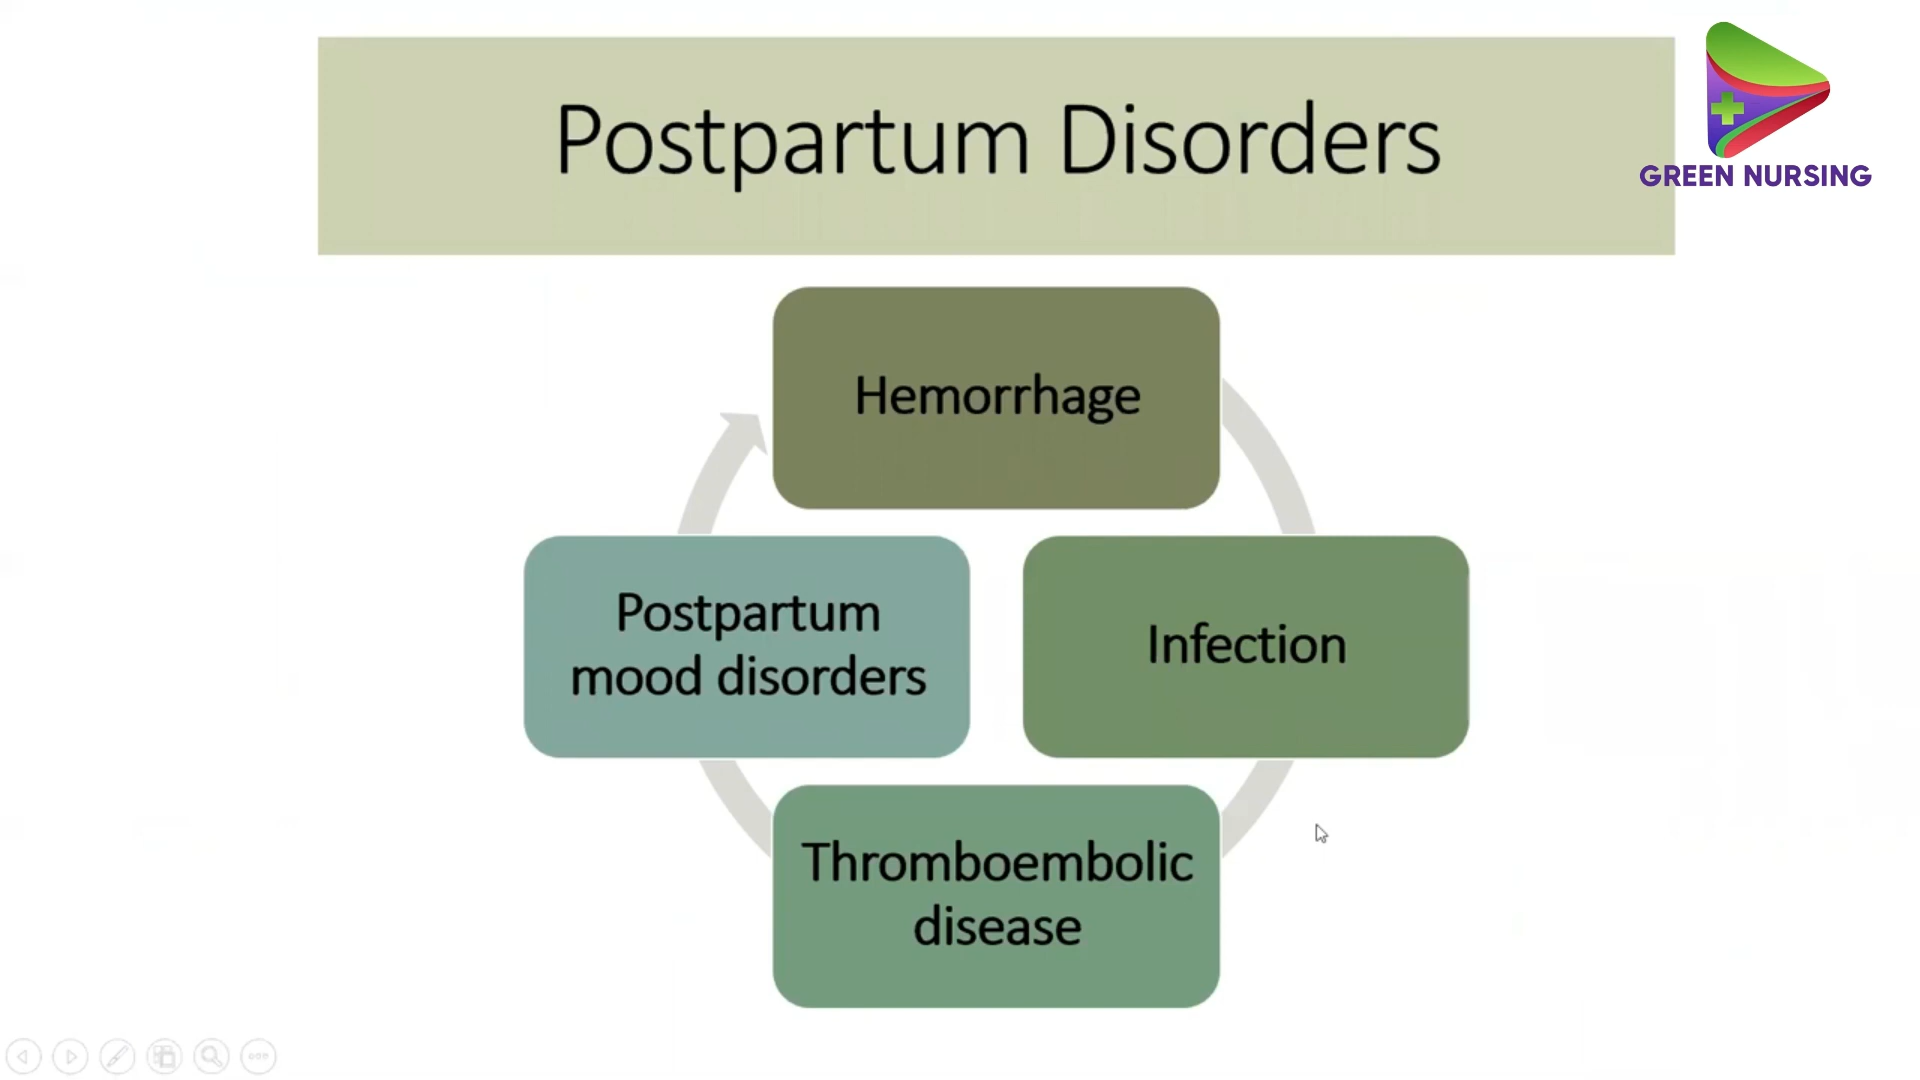 Postpartum Disorders
GREEN NURSING
Hemorrhage
Postpartum
mood disorders
Infection
Thromboembolic
disease